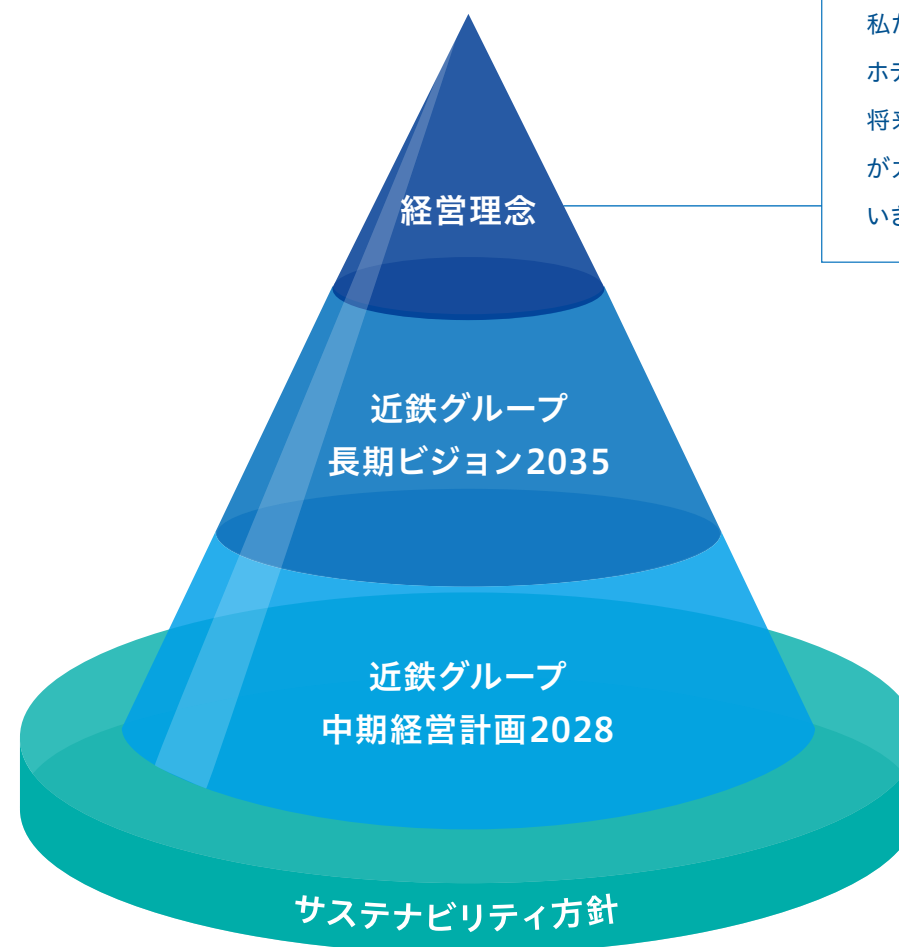 経営理念
近鉄グループ
長期ビジョン2035
近鉄グループ
中期経営計画2028
サステナビリティ方針
私
ホテ
将来
が
い